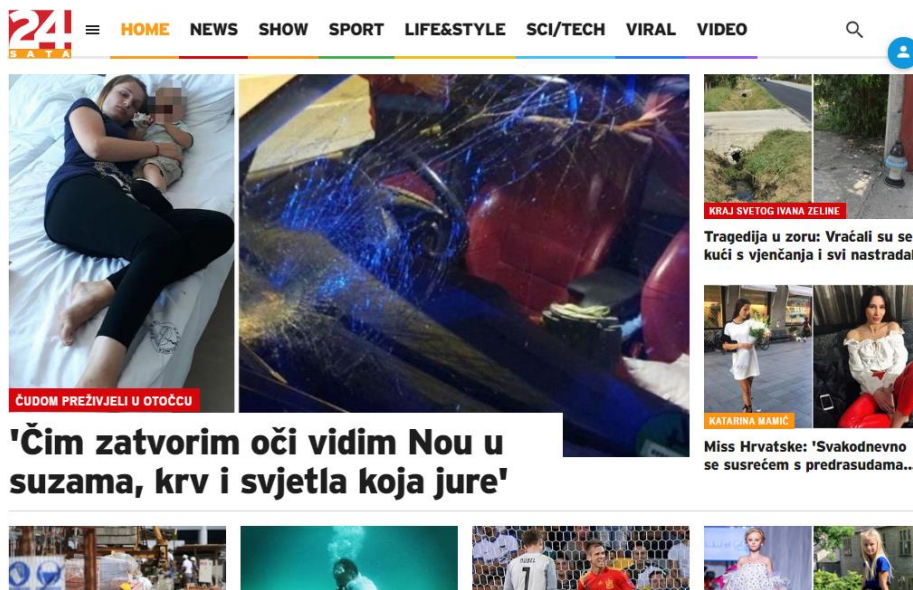 24
SATA
HOME NEWS SHOW SPORT LIFE&STYLE SCI/TECH VIRAL VIDEO
ČUDOM PREŽIVJELI U OTOČCU
'Čim zatvorim oči vidim Nou u
suzama, krv i svjetla koja jure'
KRAJ SVETOG IVANA ZELINE
Tragedija u zoru: Vraćali su se
kući s vjenčanja i svi nastradal
KATARINA MAMIĆ
Miss Hrvatske: 'Svakodnevno
se susrećem s predrasudama...
NUBEL
1